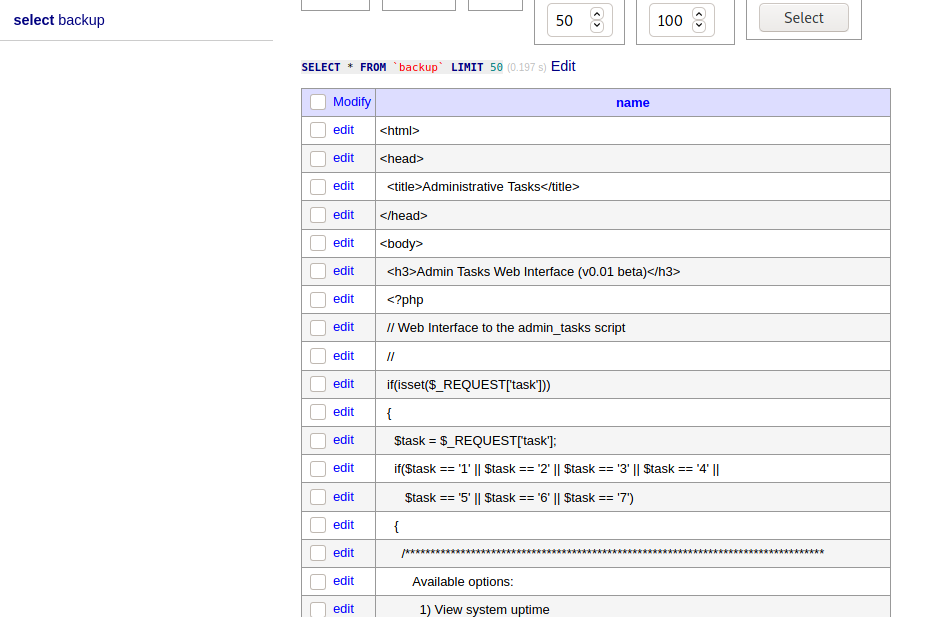 select backup
50
100
Select
SELECT * FROM `backup` LIMIT 50 (0.197 s) Edit
Modify name
edit <html>
edit <head>
edit <title>Administrative Tasks</title>
edit </head>
edit <body>
edit <h3>Admin Tasks Web Interface (v0.01 beta)</h3>
edit <?php
edit // Web Interface to the admin_tasks script
edit //
edit if(isset($_REQUEST['task']))
edit {
edit $task = $_REQUEST['task'];
edit if($task == '1' || $task == '2' || $task == '3' || $task == '4' ||
edit $task == '5' || $task == '6' || $task == '7')
edit {
edit /***********************************************************************************
edit Available options:
edit 1) View system uptime